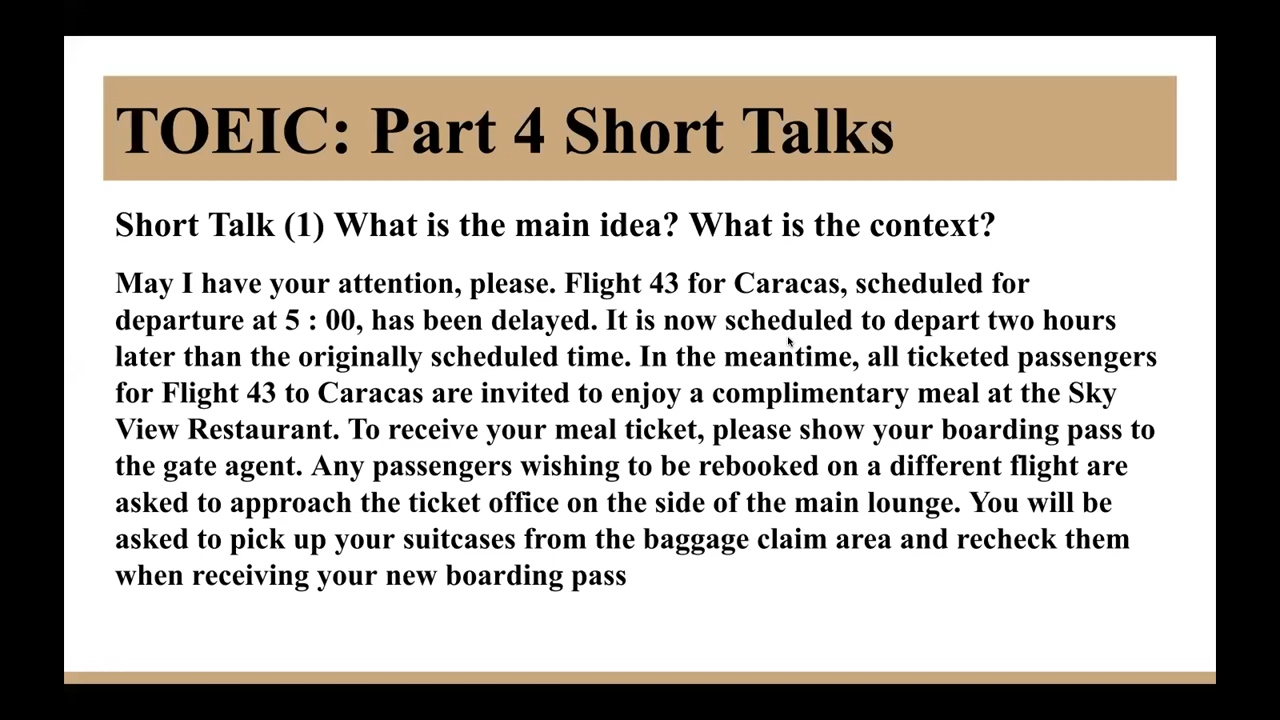 TOEIC: Part 4 Short Talks
Short Talk (1) What is the main idea? What is the context?
May I have your attention, please. Flight 43 for Caracas, scheduled for
departure at 5 : 00, has been delayed. It is now scheduled to depart two hours
later than the originally scheduled time. In the meantime, all ticketed passengers
for Flight 43 to Caracas are invited to enjoy a complimentary meal at the Sky
View Restaurant. To receive your meal ticket, please show your boarding pass to
the gate agent. Any passengers wishing to be rebooked on a different flight are
asked to approach the ticket office on the side of the main lounge. You will be
asked to pick up your suitcases from the baggage claim area and recheck them
when receiving your new boarding pass